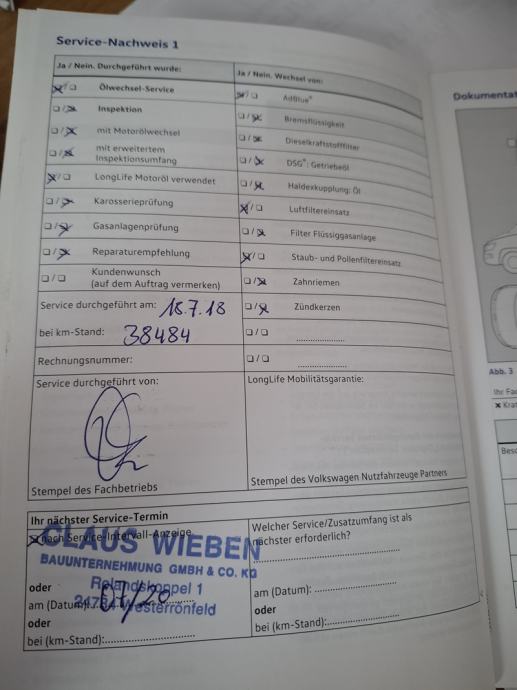 Service-Nachweis 1
Ja / Nein. Durchgeführt wurde:
Ölwechsel-Service
Inspektion
mit Motorölwechsel
mit erweitertem
Inspektionsumfang
LongLife Motoröl verwendet
Karosserieprüfung
Gasanlagenprüfung
Reparaturempfehlung
Kundenwunsch
(auf dem Auftrag vermerken)
Service durchgeführt am: 18.7.18
bei km-Stand: 38484
Rechnungsnummer:
Service durchgeführt von:
Stempel des Fachbetriebs
Ja / Nein. Wechsel von:
AdBlue®
Bremsflüssigkeit
Dieselkraftstofffilter
DSG®: Getriebeöl
Haldexkupplung: Öl
Luftfiltereinsatz
Filter Flüssiggasanlage
Staub- und Pollenfiltereinsatz
Zahnriemen
Zündkerzen
LongLife Mobilitätsgarantie:
Stempel des Volkswagen Nutzfahrzeuge Partners
Ihr nächster Service-Termin
nach Service-Intervall-Anzeige
oder
am (Datum): 07/20
oder
bei (km-Stand):
CLAUS WIEBEN
BAUUNTERNEHMUNG GMBH & CO. KG
Rolandskoppel 1
24784 Westerrönfeld
Welcher Service/Zusatzumfang ist als
nächster erforderlich?
am (Datum):
oder
bei (km-Stand):
Dokumentat
Abb. 3